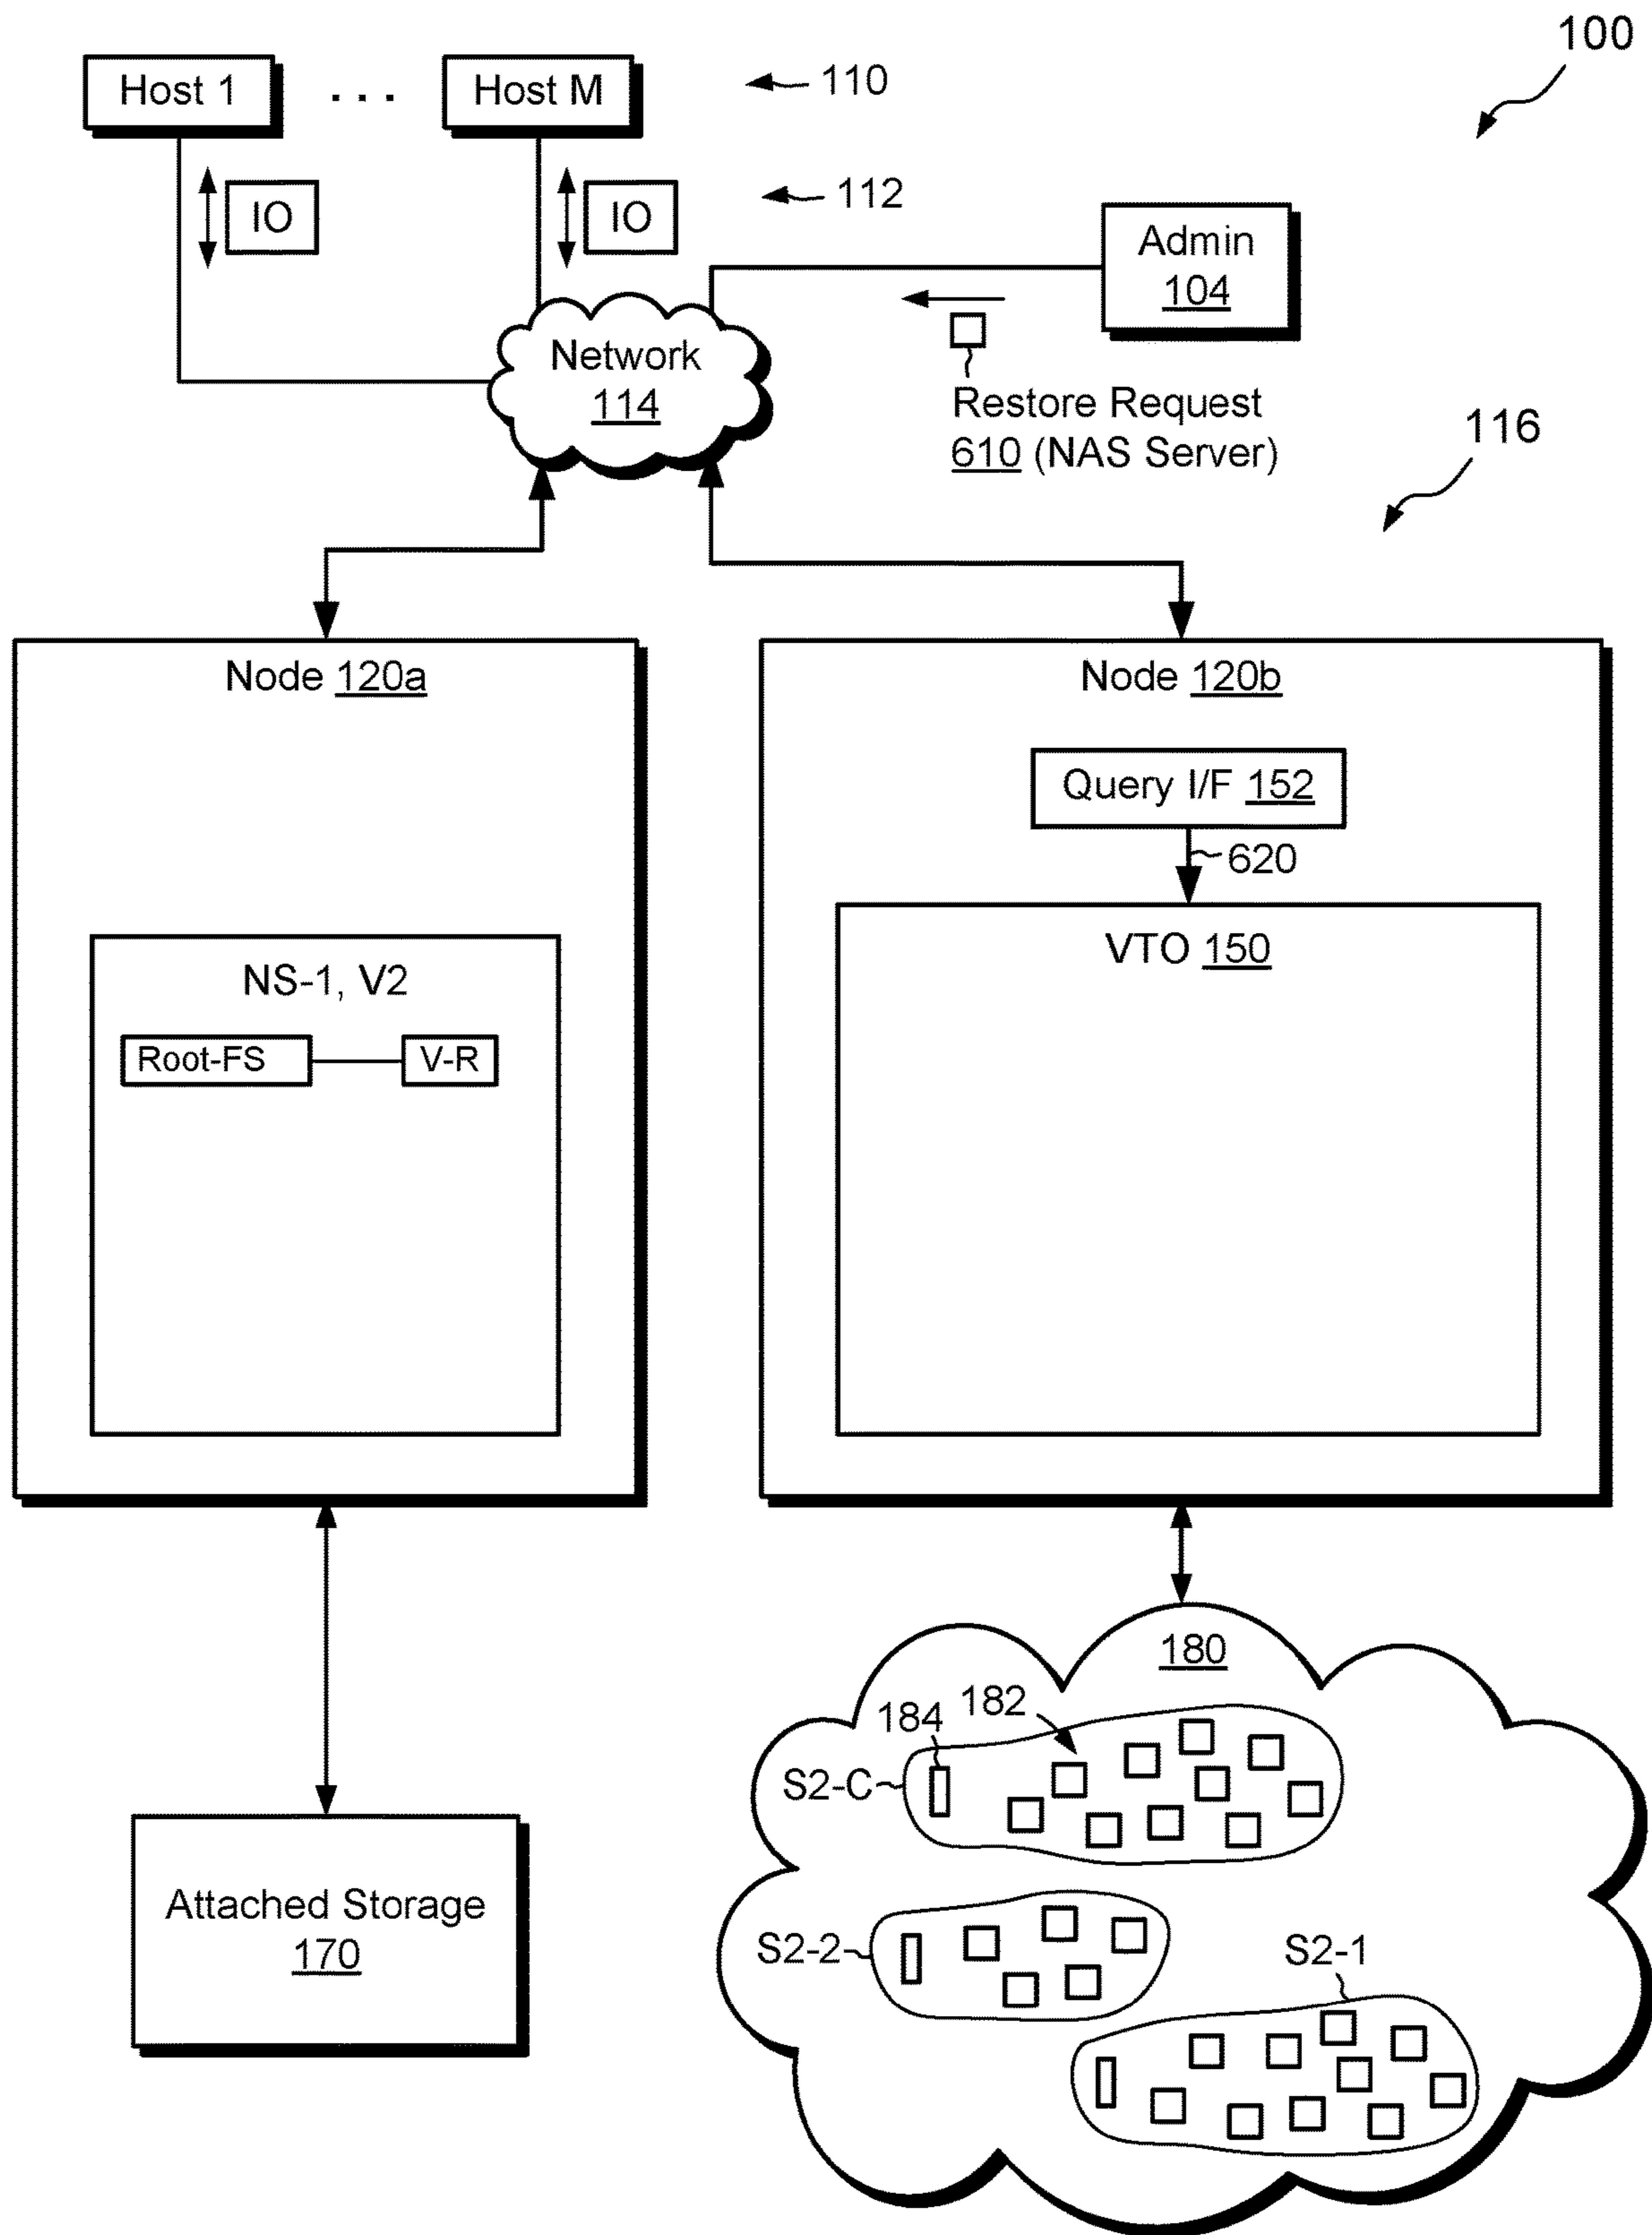 100
Host 1
. . .
Host M
110
IO
IO
112
Admin
104
Network
114
Restore Request
610 (NAS Server)
116
Node 120a
Node 120b
Query I/F 152
620
NS-1, V2
VTO 150
Root-FS
V-R
180
184
182
S2-C
Attached Storage
170
S2-2
S2-1